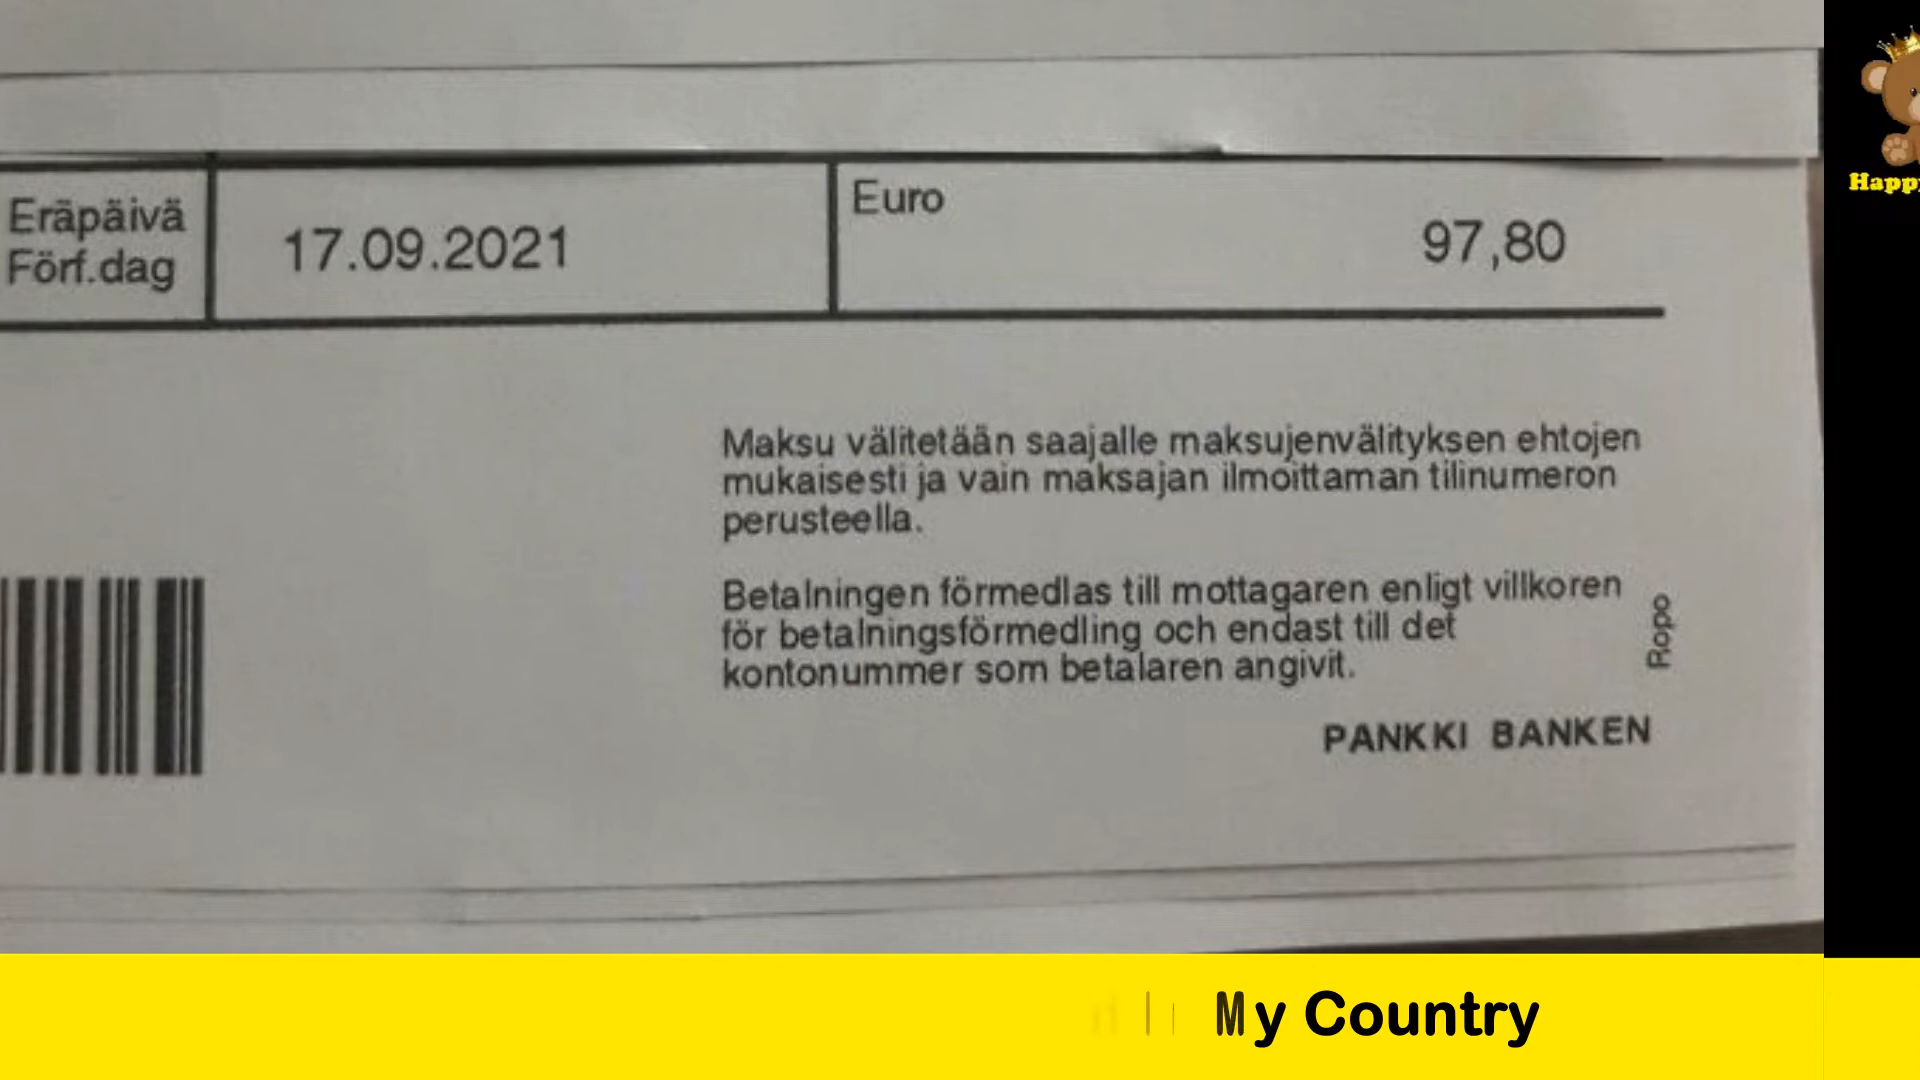 Eräpäivä
Förf.dag
17.09.2021
Euro
97,80
Maksu välitetään saajalle maksujenvälityksen ehtojen
mukaisesti ja vain maksajan ilmoittaman tilinumeron
perusteella.
Betalningen förmedlas till mottagaren enligt villkoren
för betalningsförmedling och endast till det
kontonummer som betalaren angivit.
Ropo
PANKKI BANKEN
Happy
My Country